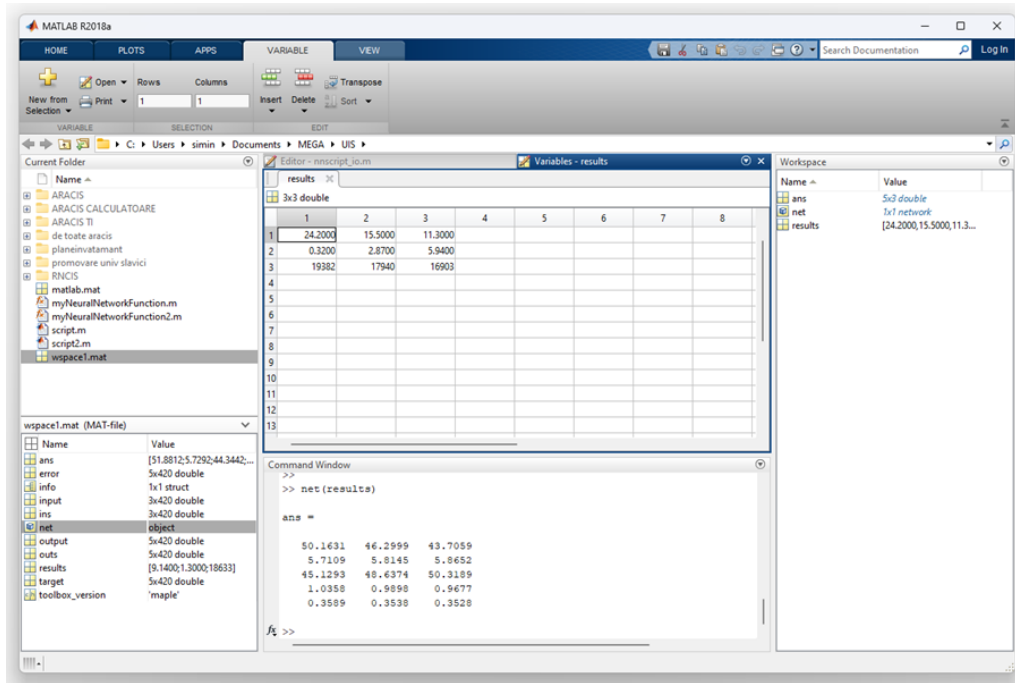 MATLAB R2018a
HOME PLOTS APPS VARIABLE VIEW Search Documentation Log In
Open Rows Columns Transpose
New from Selection Print 1 1 Insert Delete Sort
VARIABLE SELECTION EDIT
C: Users simin Documents MEGA UIS
Current Folder
Name
ARACIS
ARACIS CALCULATOARE
ARACIS TI
de toate aracis
planeinvatamant
promovare univ slavici
RNCIS
matlab.mat
myNeuralNetworkFunction.m
myNeuralNetworkFunction2.m
script.m
script2.m
wspace1.mat
wspace1.mat (MAT-file)
Name Value
ans [51.8812;5.7292;44.3442;...
error 5x420 double
info 1x1 struct
input 3x420 double
ins 3x420 double
net object
output 5x420 double
outs 5x420 double
results [9.1400;1.3000;18633]
target 5x420 double
toolbox_version 'maple'
Editor - nnscript_io.m Variables - results
results
3x3 double
1 2 3 4 5 6 7 8
1 24.2000 15.5000 11.3000
2 0.3200 2.8700 5.9400
3 19382 17940 16903
4
5
6
7
8
9
10
11
12
13
Command Window
>>
>> net(results)
ans =
50.1631 46.2999 43.7059
5.7109 5.8145 5.8652
45.1293 48.6374 50.3189
1.0358 0.9898 0.9677
0.3589 0.3538 0.3528
fx >>
Workspace
Name Value
ans 5x3 double
net 1x1 network
results [24.2000,15.5000,11.3...